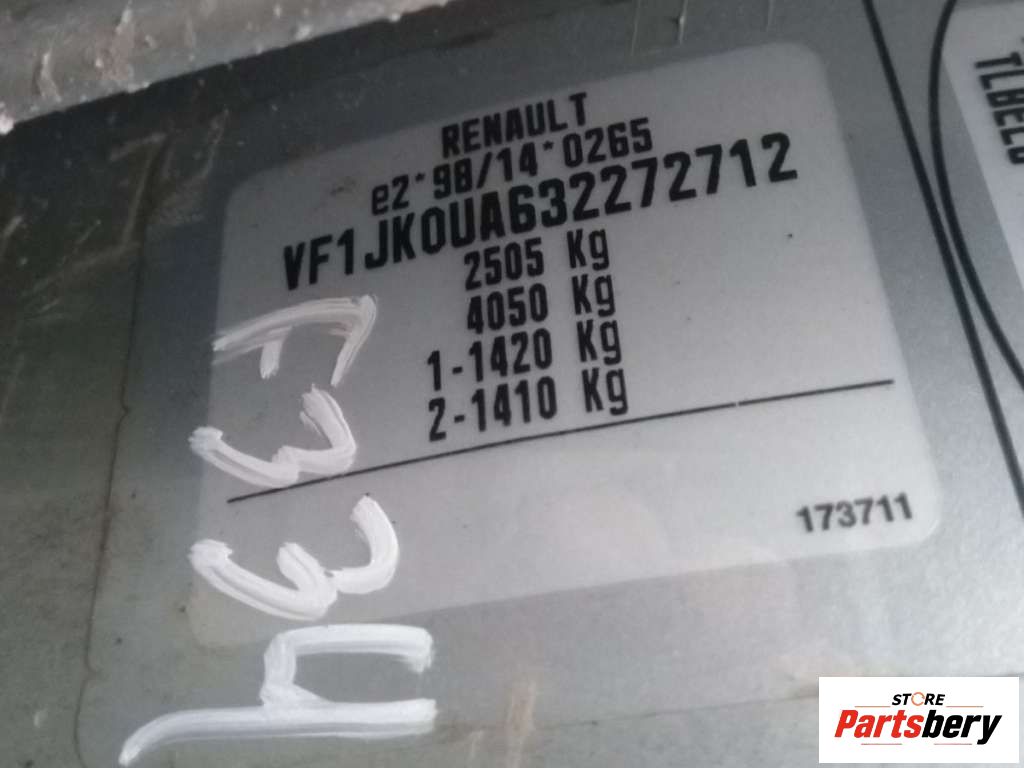 RENAULT
e2*98/14*0265
VF1JK0UA632272712
2505 Kg
4050 Kg
1-1420 Kg
2-1410 Kg
173711
STORE
Partsbery